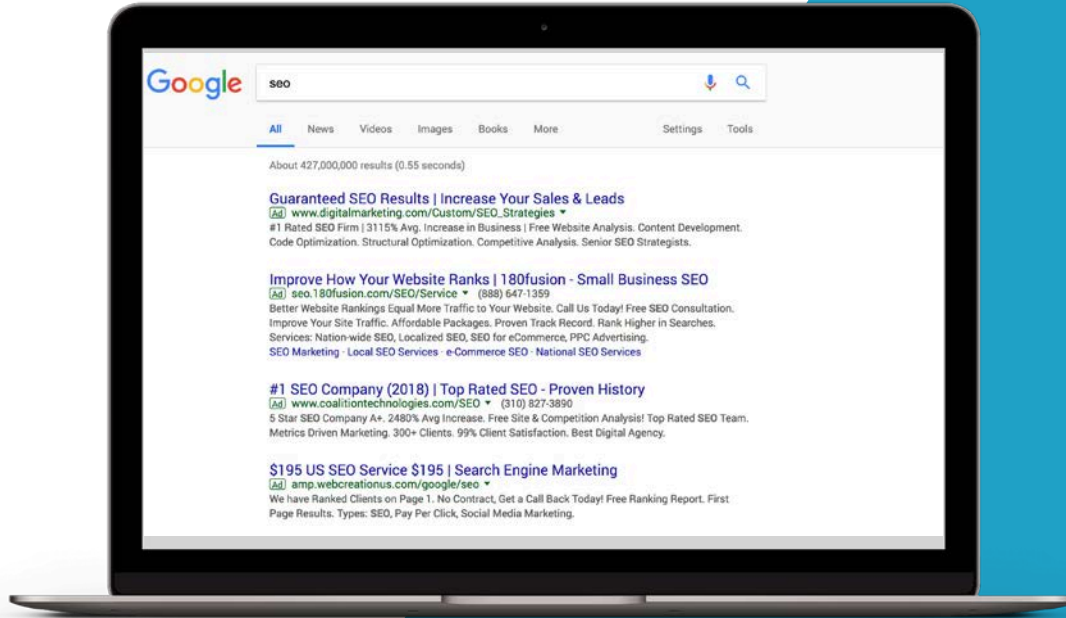 Google
seo
All News Videos Images Books More Settings Tools
About 427,000,000 results (0.55 seconds)
Guaranteed SEO Results | Increase Your Sales & Leads
Ad www.digitalmarketing.com/Custom/SEO_Strategies
#1 Rated SEO Firm | 3115% Avg. Increase in Business | Free Website Analysis. Content Development.
Code Optimization. Structural Optimization. Competitive Analysis. Senior SEO Strategists.
Improve How Your Website Ranks | 180fusion - Small Business SEO
Ad seo.180fusion.com/SEO/Service (888) 647-1359
Better Website Rankings Equal More Traffic to Your Website. Call Us Today! Free SEO Consultation.
Improve Your Site Traffic. Affordable Packages. Proven Track Record. Rank Higher in Searches.
Services: Nation-wide SEO, Localized SEO, SEO for eCommerce, PPC Advertising.
SEO Marketing · Local SEO Services · e-Commerce SEO · National SEO Services
#1 SEO Company (2018) | Top Rated SEO - Proven History
Ad www.coalitiontechnologies.com/SEO (310) 827-3890
5 Star SEO Company A+. 2480% Avg Increase. Free Site & Competition Analysis! Top Rated SEO Team.
Metrics Driven Marketing. 300+ Clients. 99% Client Satisfaction. Best Digital Agency.
$195 US SEO Service $195 | Search Engine Marketing
Ad amp.webcreationus.com/google/seo
We have Ranked Clients on Page 1. No Contract, Get a Call Back Today! Free Ranking Report. First
Page Results. Types: SEO, Pay Per Click, Social Media Marketing.